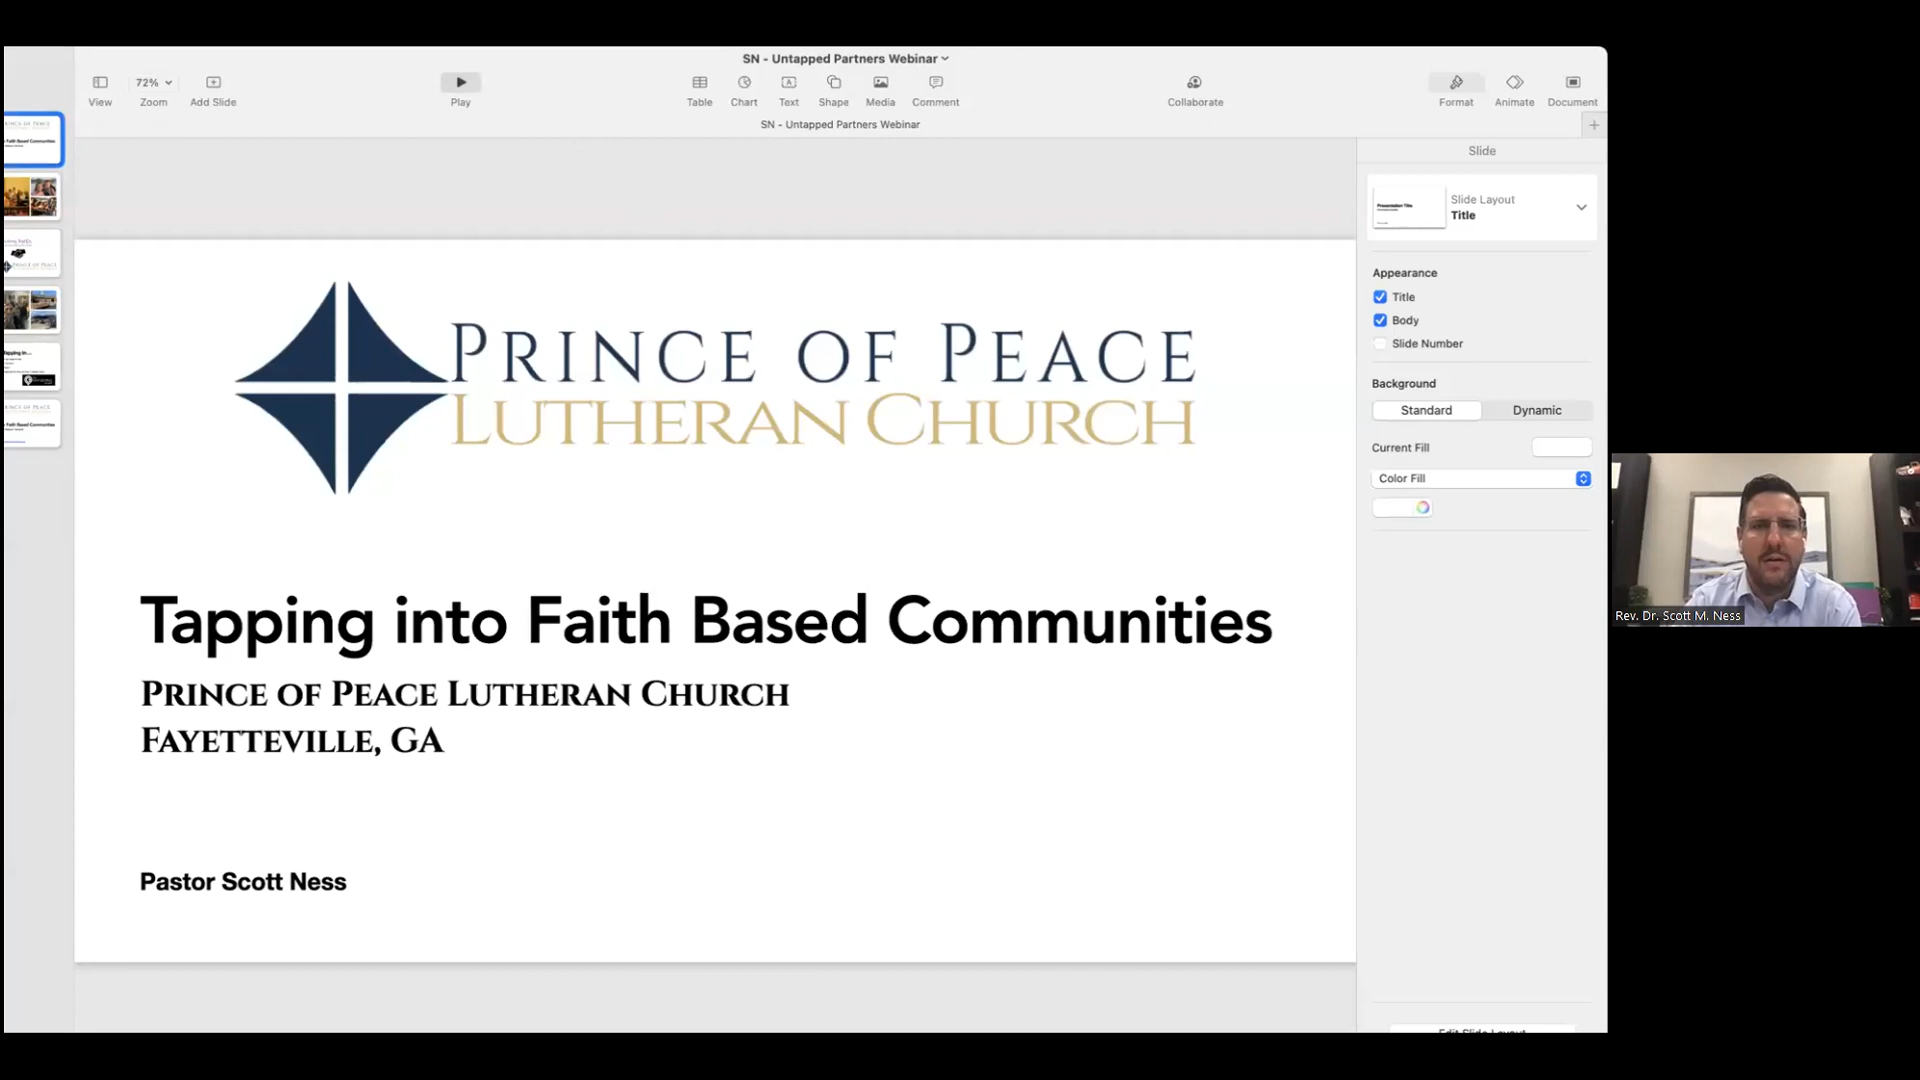 SN - Untapped Partners Webinar
View
72%
Zoom
Add Slide
Play
Table
Chart
Text
Shape
Media
Comment
Collaborate
Format
Animate
Document
SN - Untapped Partners Webinar
Slide
Slide Layout
Title
Appearance
Title
Body
Slide Number
Background
Standard
Dynamic
Current Fill
Color Fill
Edit Slide Layout
PRINCE OF PEACE
LUTHERAN CHURCH
Tapping into Faith Based Communities
PRINCE OF PEACE LUTHERAN CHURCH
FAYETTEVILLE, GA
Pastor Scott Ness
Rev. Dr. Scott M. Ness